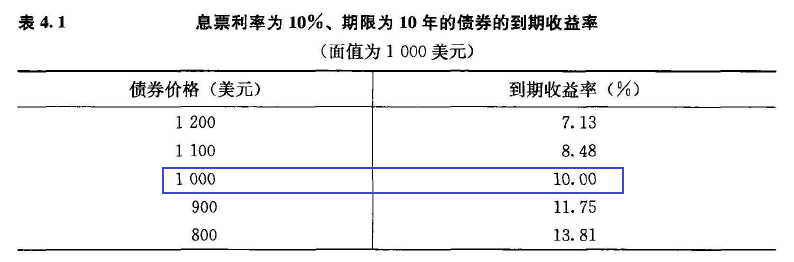 表 4.1 息票利率为 10%、期限为 10 年的债券的到期收益率
（面值为 1 000 美元）
债券价格（美元） 到期收益率（%）
1 200 7.13
1 100 8.48
1 000 10.00
900 11.75
800 13.81